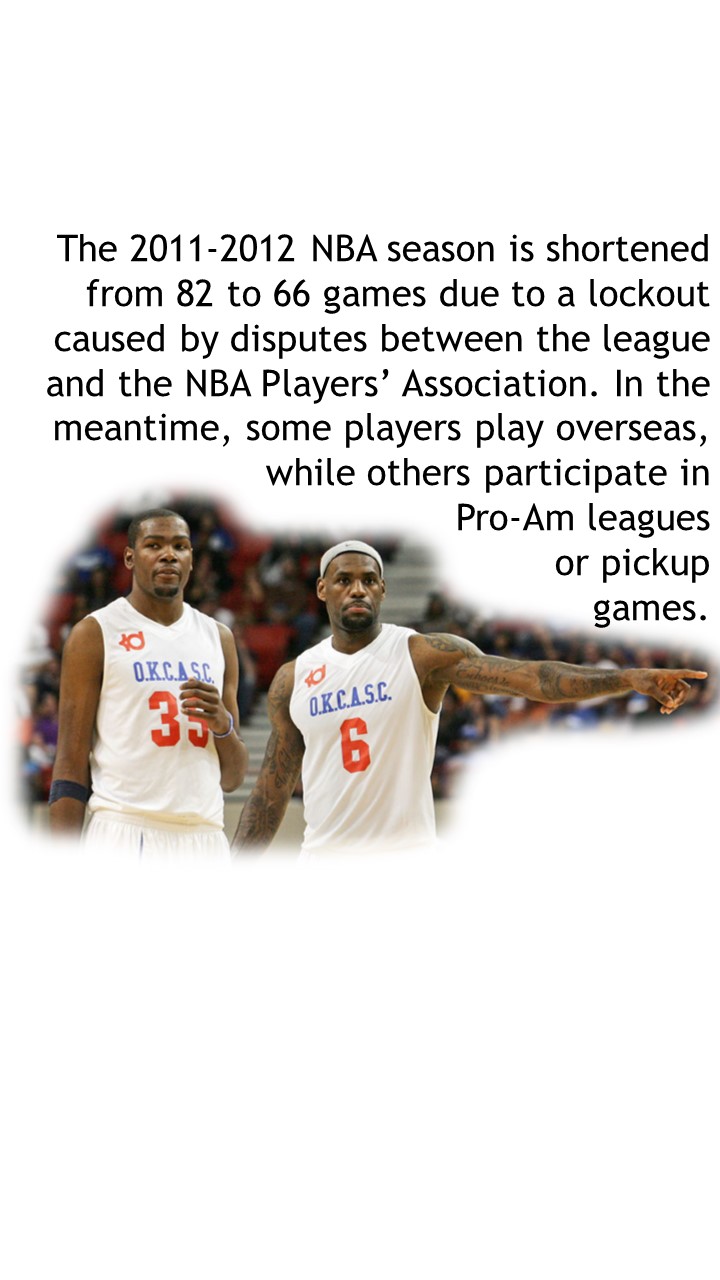 The 2011-2012 NBA season is shortened
from 82 to 66 games due to a lockout
caused by disputes between the league
and the NBA Players’ Association. In the
meantime, some players play overseas,
while others participate in
Pro-Am leagues
or pickup
games.
O.K.C.A.S.C.
35
O.K.C.A.S.C.
6